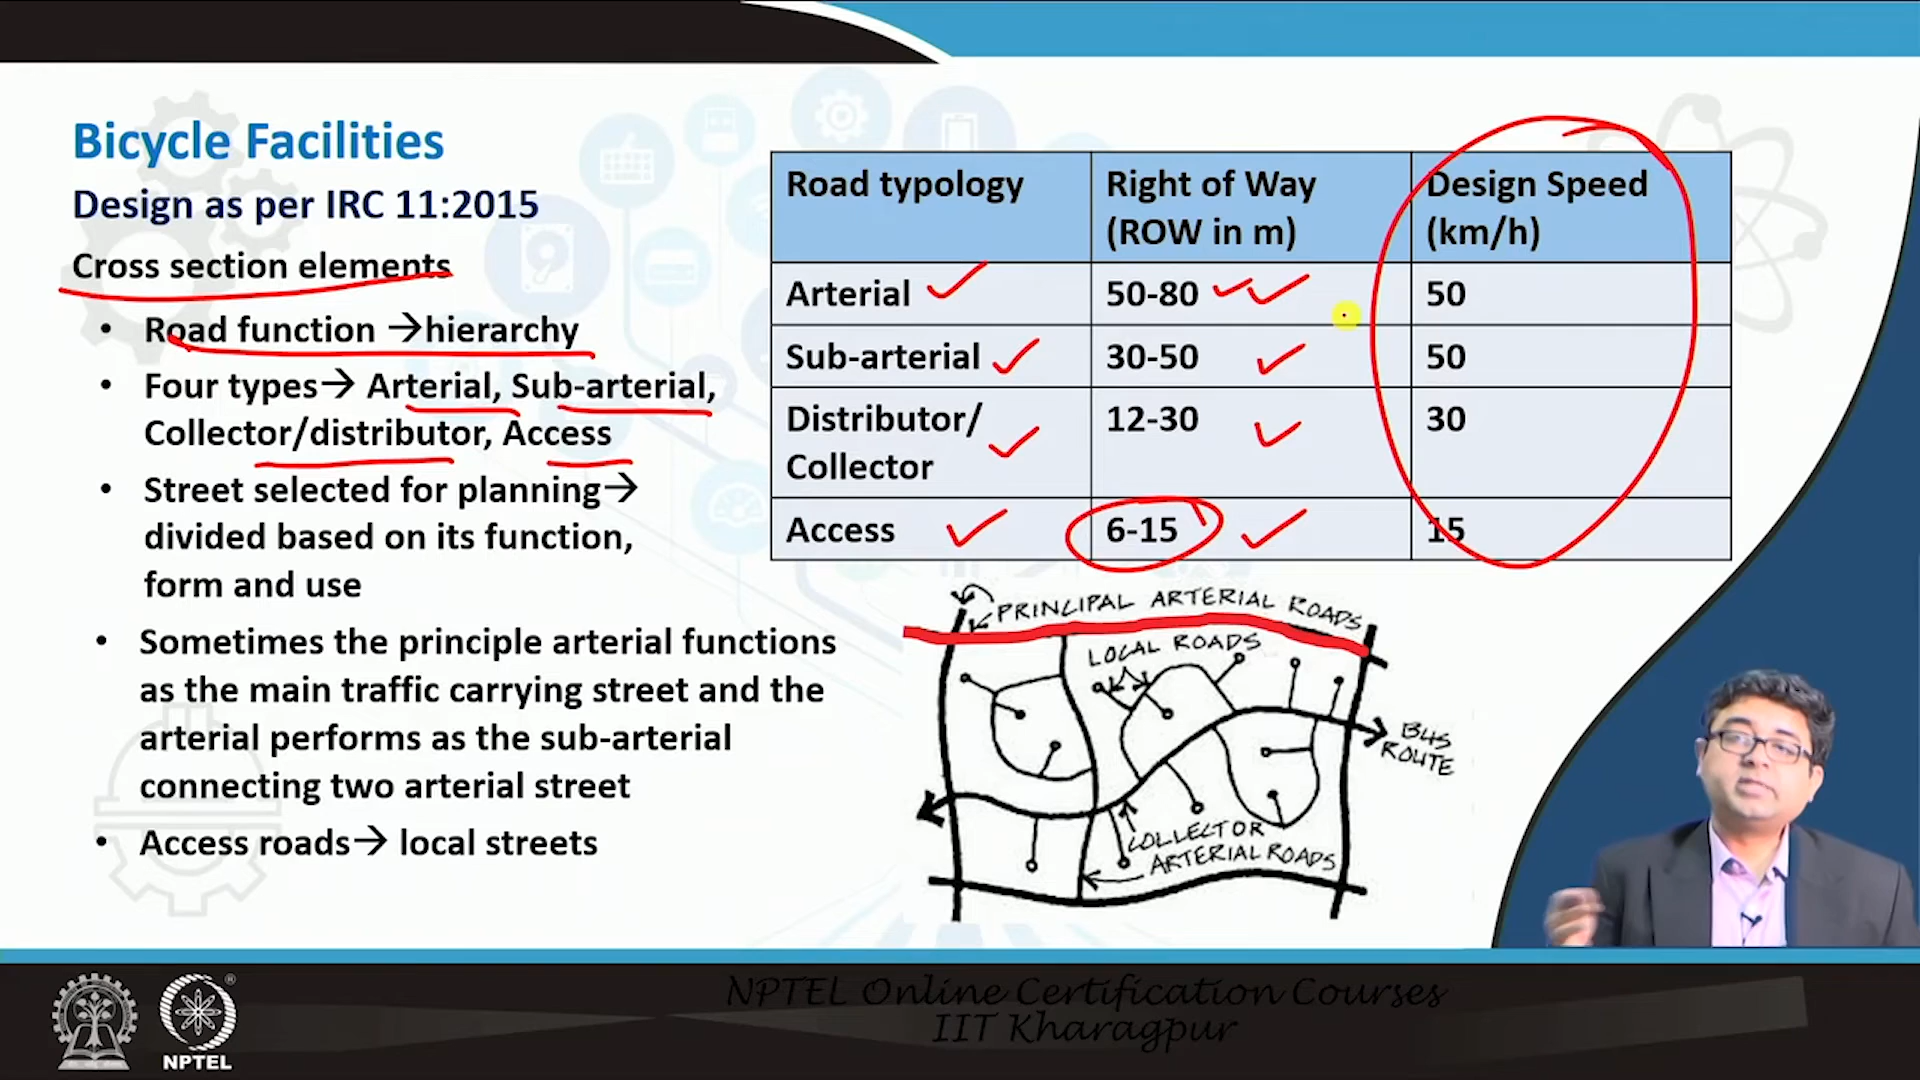 Bicycle Facilities
Design as per IRC 11:2015
Cross section elements
• Road function →hierarchy
• Four types→ Arterial, Sub-arterial,
Collector/distributor, Access
• Street selected for planning→
divided based on its function,
form and use
• Sometimes the principle arterial functions
as the main traffic carrying street and the
arterial performs as the sub-arterial
connecting two arterial street
• Access roads→ local streets
Road typology
Right of Way
(ROW in m)
Design Speed
(km/h)
Arterial
50-80
50
Sub-arterial
30-50
50
Distributor/
Collector
12-30
30
Access
6-15
15
PRINCIPAL ARTERIAL ROADS
LOCAL ROADS
BUS
ROUTE
COLLECTOR
ARTERIAL ROADS
NPTEL
®
NPTEL Online Certification Courses
IIT Kharagpur